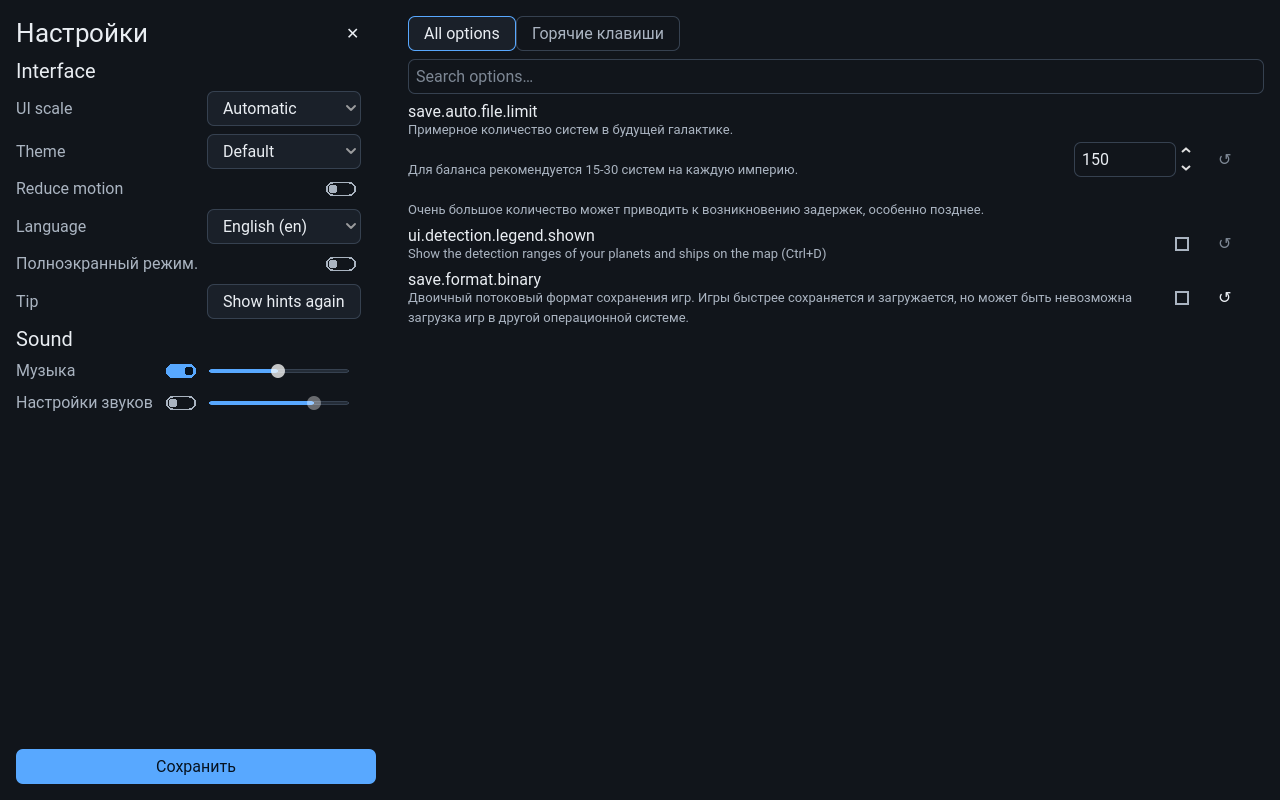 Настройки
✕
Interface
UI scale
Automatic
Theme
Default
Reduce motion
Language
English (en)
Полноэкранный режим.
Tip
Show hints again
Sound
Музыка
Настройки звуков
Сохранить
All options
Горячие клавиши
Search options…
save.auto.file.limit
Примерное количество систем в будущей галактике.
Для баланса рекомендуется 15-30 систем на каждую империю.
Очень большое количество может приводить к возникновению задержек, особенно позднее.
150
↺
ui.detection.legend.shown
Show the detection ranges of your planets and ships on the map (Ctrl+D)
↺
save.format.binary
Двоичный потоковый формат сохранения игр. Игры быстрее сохраняется и загружается, но может быть невозможна
загрузка игр в другой операционной системе.
↺